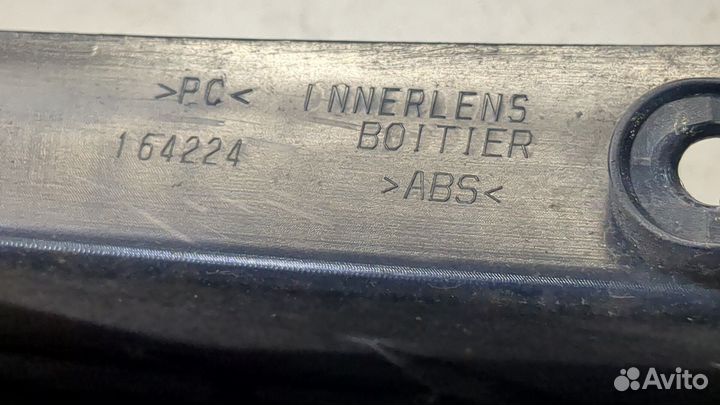 >PC< INNERLENS
164224 BOITIER
>ABS<
Avito